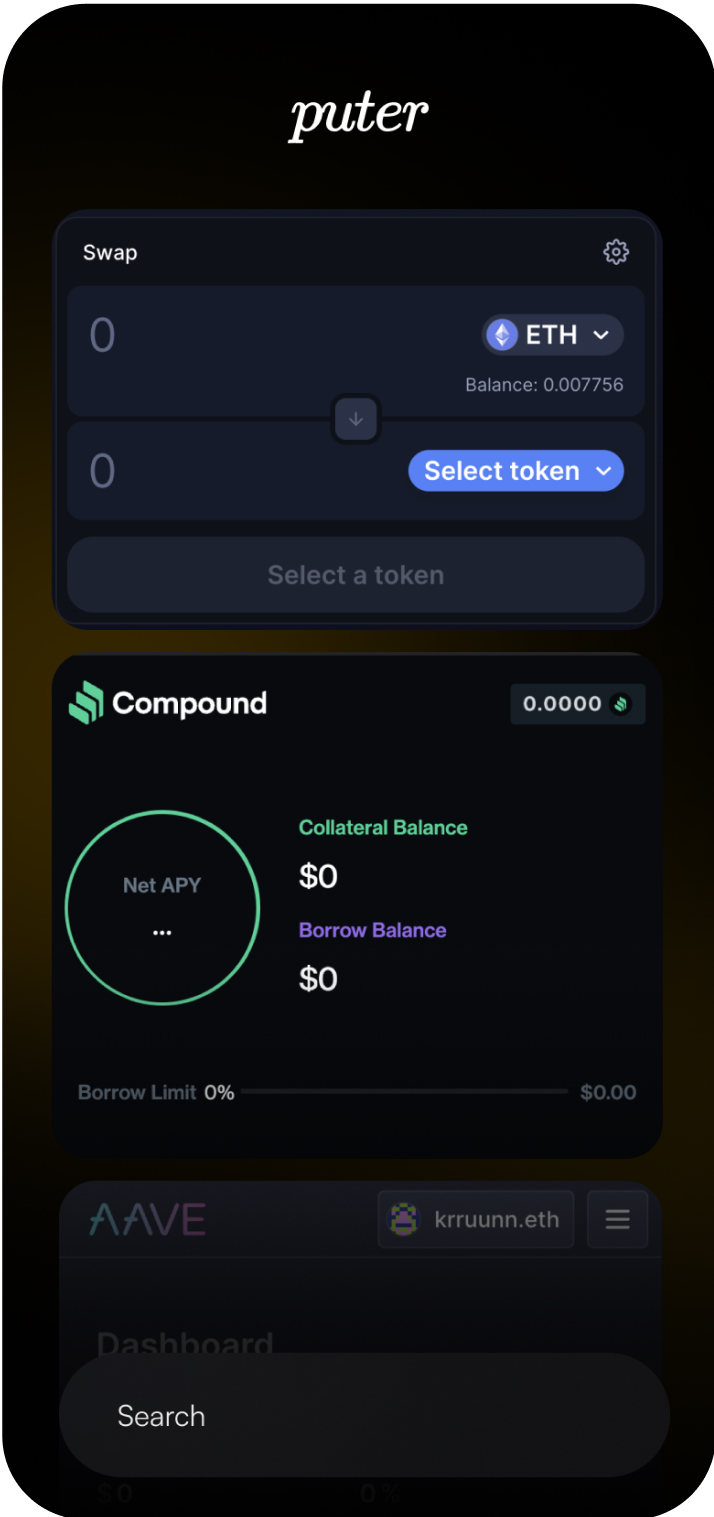 puter
Swap
0 ETH
Balance: 0.007756
0 Select token
Select a token
Compound 0.0000
Net APY
...
Collateral Balance
$0
Borrow Balance
$0
Borrow Limit 0% $0.00
AAVE krruunn.eth
Dashboard
Search
$0 0%